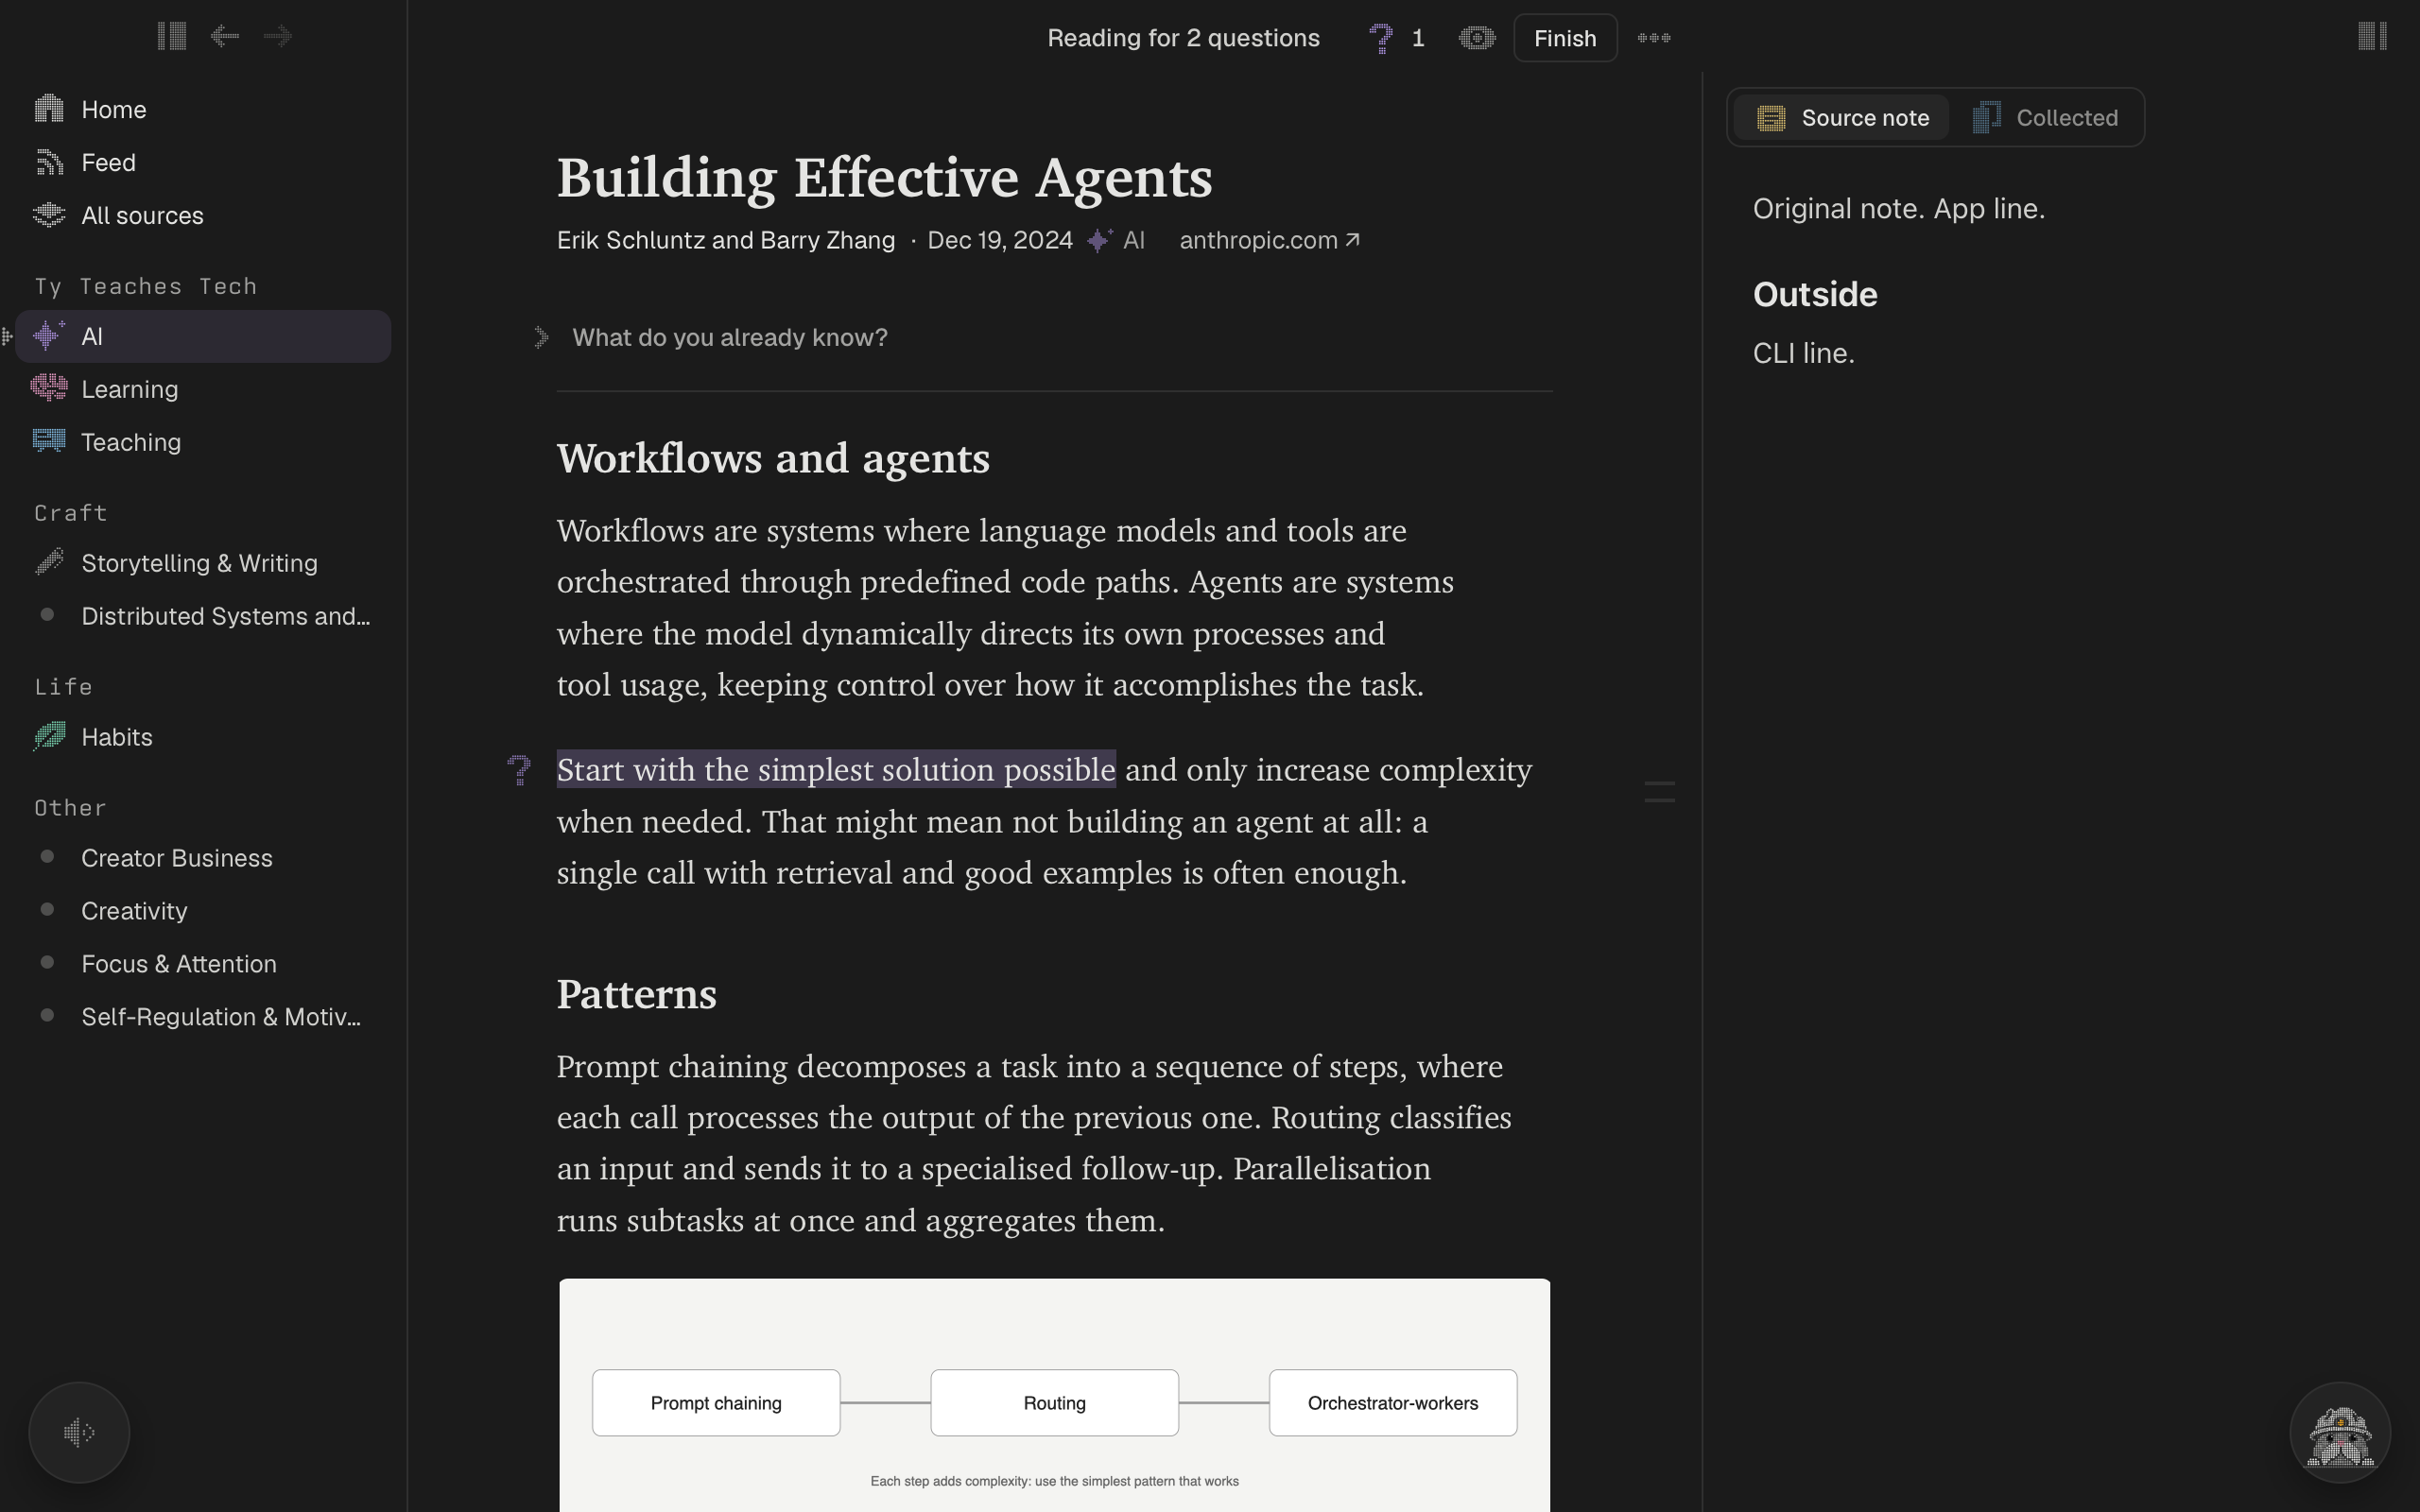 Reading for 2 questions
? 1
Finish
Home
Feed
All sources
Ty Teaches Tech
AI
Learning
Teaching
Craft
Storytelling & Writing
Distributed Systems and...
Life
Habits
Other
Creator Business
Creativity
Focus & Attention
Self-Regulation & Motiv...
Building Effective Agents
Erik Schluntz and Barry Zhang · Dec 19, 2024 AI anthropic.com ↗
What do you already know?
Workflows and agents
Workflows are systems where language models and tools are
orchestrated through predefined code paths. Agents are systems
where the model dynamically directs its own processes and
tool usage, keeping control over how it accomplishes the task.
? Start with the simplest solution possible and only increase complexity
when needed. That might mean not building an agent at all: a
single call with retrieval and good examples is often enough.
Patterns
Prompt chaining decomposes a task into a sequence of steps, where
each call processes the output of the previous one. Routing classifies
an input and sends it to a specialised follow-up. Parallelisation
runs subtasks at once and aggregates them.
Prompt chaining
Routing
Orchestrator-workers
Each step adds complexity: use the simplest pattern that works
Source note
Collected
Original note. App line.
Outside
CLI line.